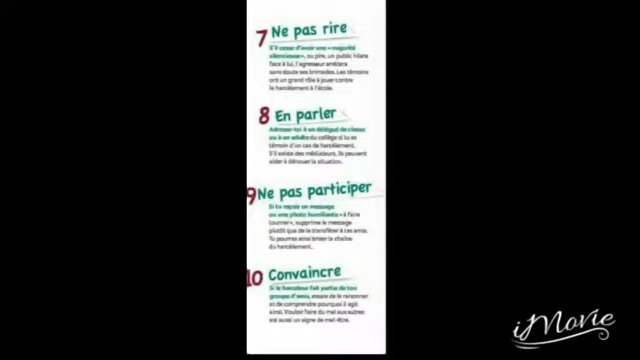 7 Ne pas rire
S'il cesse d'avoir une « majorité
silencieuse», ou pire, un public hilare
face à lui, l'agresseur arrêtera
sans doute ses brimades. Les témoins
ont un grand rôle à jouer contre
le harcèlement à l'école.
8 En parler
Adresse-toi à un délégué de classe
ou à un adulte du collège si tu es
témoin d'un cas de harcèlement.
S'il existe des médiateurs, ils peuvent
aider à dénouer la situation.
9 Ne pas participer
Si tu reçois un message
ou une photo humiliante « à faire
tourner», supprime le message
plutôt que de transférer à tes amis.
Tu pourras ainsi briser la chaîne
du harcèlement.
10 Convaincre
Si le harceleur fait partie de ton
groupe d'amis, essaie de le raisonner
et de comprendre pourquoi il agit
ainsi. Vouloir faire du mal aux autres
est aussi un signe de mal-être.
iMovie